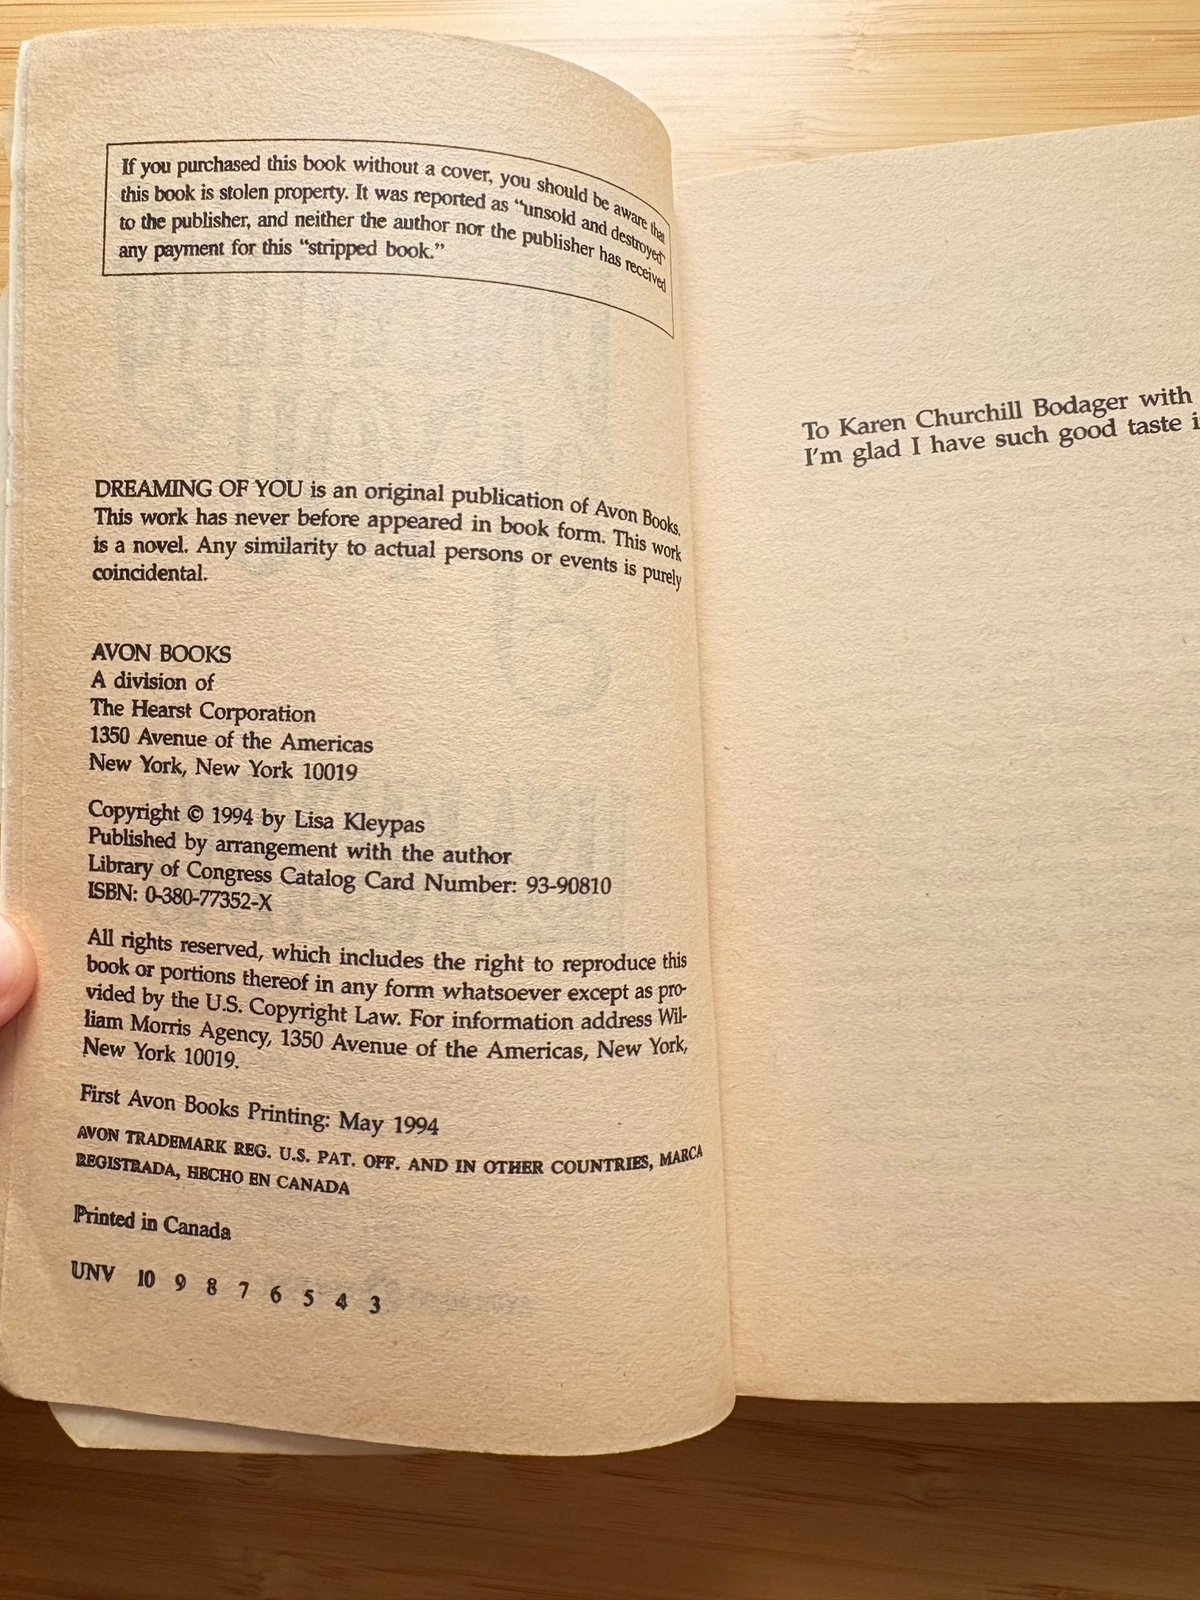 If you purchased this book without a cover, you should be aware that
this book is stolen property. It was reported as “unsold and destroyed”
to the publisher, and neither the author nor the publisher has received
any payment for this “stripped book.”
DREAMING OF YOU is an original publication of Avon Books.
This work has never before appeared in book form. This work
is a novel. Any similarity to actual persons or events is purely
coincidental.
AVON BOOKS
A division of
The Hearst Corporation
1350 Avenue of the Americas
New York, New York 10019
Copyright © 1994 by Lisa Kleypas
Published by arrangement with the author
Library of Congress Catalog Card Number: 93-90810
ISBN: 0-380-77352-X
All rights reserved, which includes the right to reproduce this
book or portions thereof in any form whatsoever except as pro-
vided by the U.S. Copyright Law. For information address Wil-
liam Morris Agency, 1350 Avenue of the Americas, New York,
New York 10019.
First Avon Books Printing: May 1994
AVON TRADEMARK REG. U.S. PAT. OFF. AND IN OTHER COUNTRIES, MARCA
REGISTRADA, HECHO EN CANADA
Printed in Canada
UNV 10 9 8 7 6 5 4 3
To Karen Churchill Bodager with
I'm glad I have such good taste